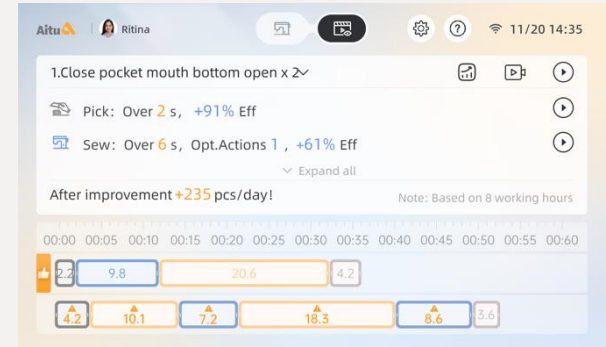 Aitu Ritina 11/20 14:35
1.Close pocket mouth bottom open x 2
Pick: Over 2 s, +91% Eff
Sew: Over 6 s, Opt.Actions 1 , +61% Eff
Expand all
After improvement +235 pcs/day! Note: Based on 8 working hours
00:00 00:05 00:10 00:15 00:20 00:25 00:30 00:35 00:40 00:45 00:50 00:55 00:60
2.2 9.8 20.6 4.2
4.2 10.1 7.2 18.3 8.6 3.6